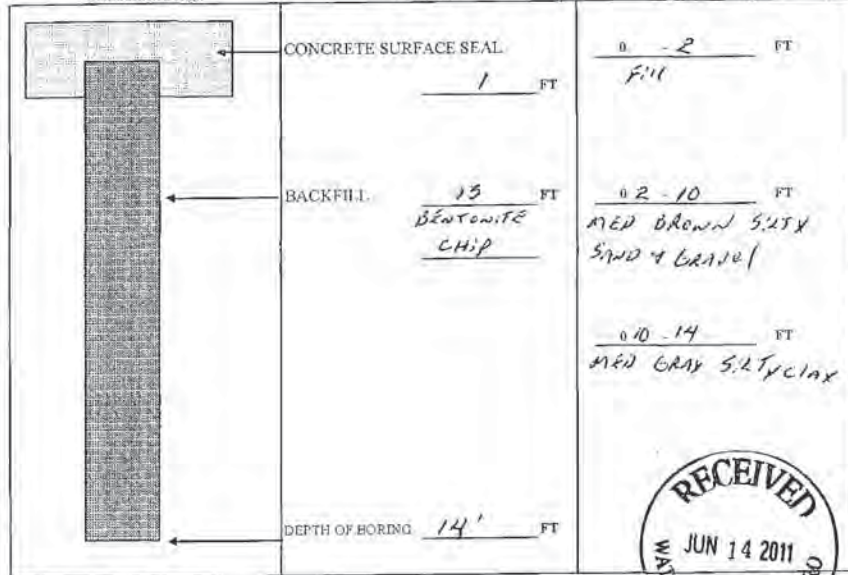 CONCRETE SURFACE SEAL
1 FT
BACKFILL 13 FT
BENTONITE
CHIP
DEPTH OF BORING 14' FT
0 - 2 FT
Fill
0 2 - 10 FT
MED BROWN SILTY
SAND & GRAVEl
0 10 - 14 FT
MED GRAY SILTY CLAY
RECEIVED
JUN 14 2011